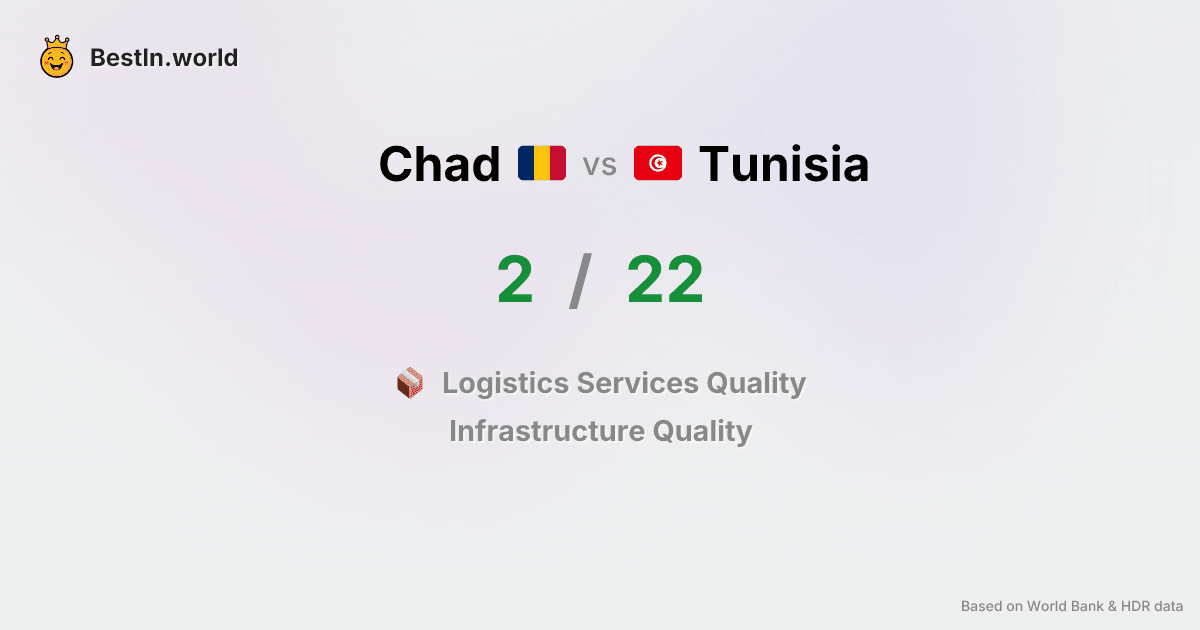 BestIn.world
Chad vs Tunisia
2 / 22
Logistics Services Quality
Infrastructure Quality
Based on World Bank & HDR data